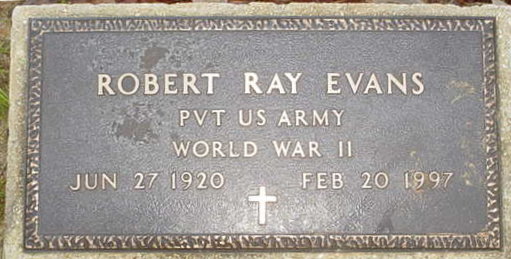 ROBERT RAY EVANS
PVT US ARMY
WORLD WAR II
JUN 27 1920 FEB 20 1997